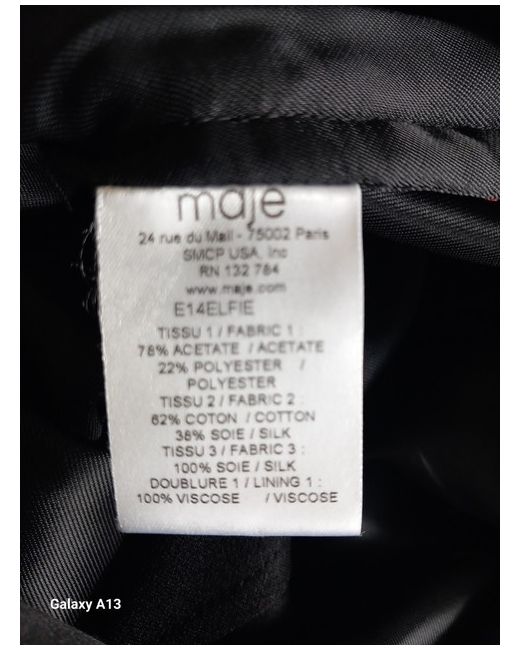 maje
24 rue du Mail - 75002 Paris
SMCP USA, Inc
RN 132 784
www.maje.com
E14ELFIE
TISSU 1 / FABRIC 1 :
78% ACETATE / ACETATE
22% POLYESTER /
POLYESTER
TISSU 2 / FABRIC 2 :
62% COTON / COTTON
38% SOIE / SILK
TISSU 3 / FABRIC 3 :
100% SOIE / SILK
DOUBLURE 1 / LINING 1 :
100% VISCOSE / VISCOSE
Galaxy A13